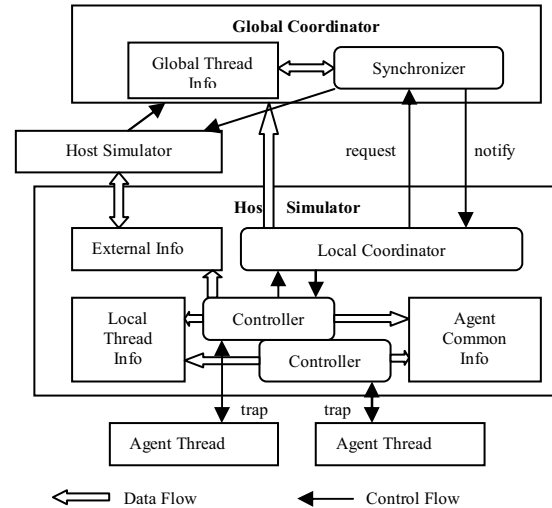 Global Coordinator
Global Thread
Info
Synchronizer
Host Simulator
request
notify
Hos Simulator
External Info
Local Coordinator
Local
Thread
Info
Controller
Agent
Common
Info
Controller
trap
trap
Agent Thread
Agent Thread
Data Flow
Control Flow